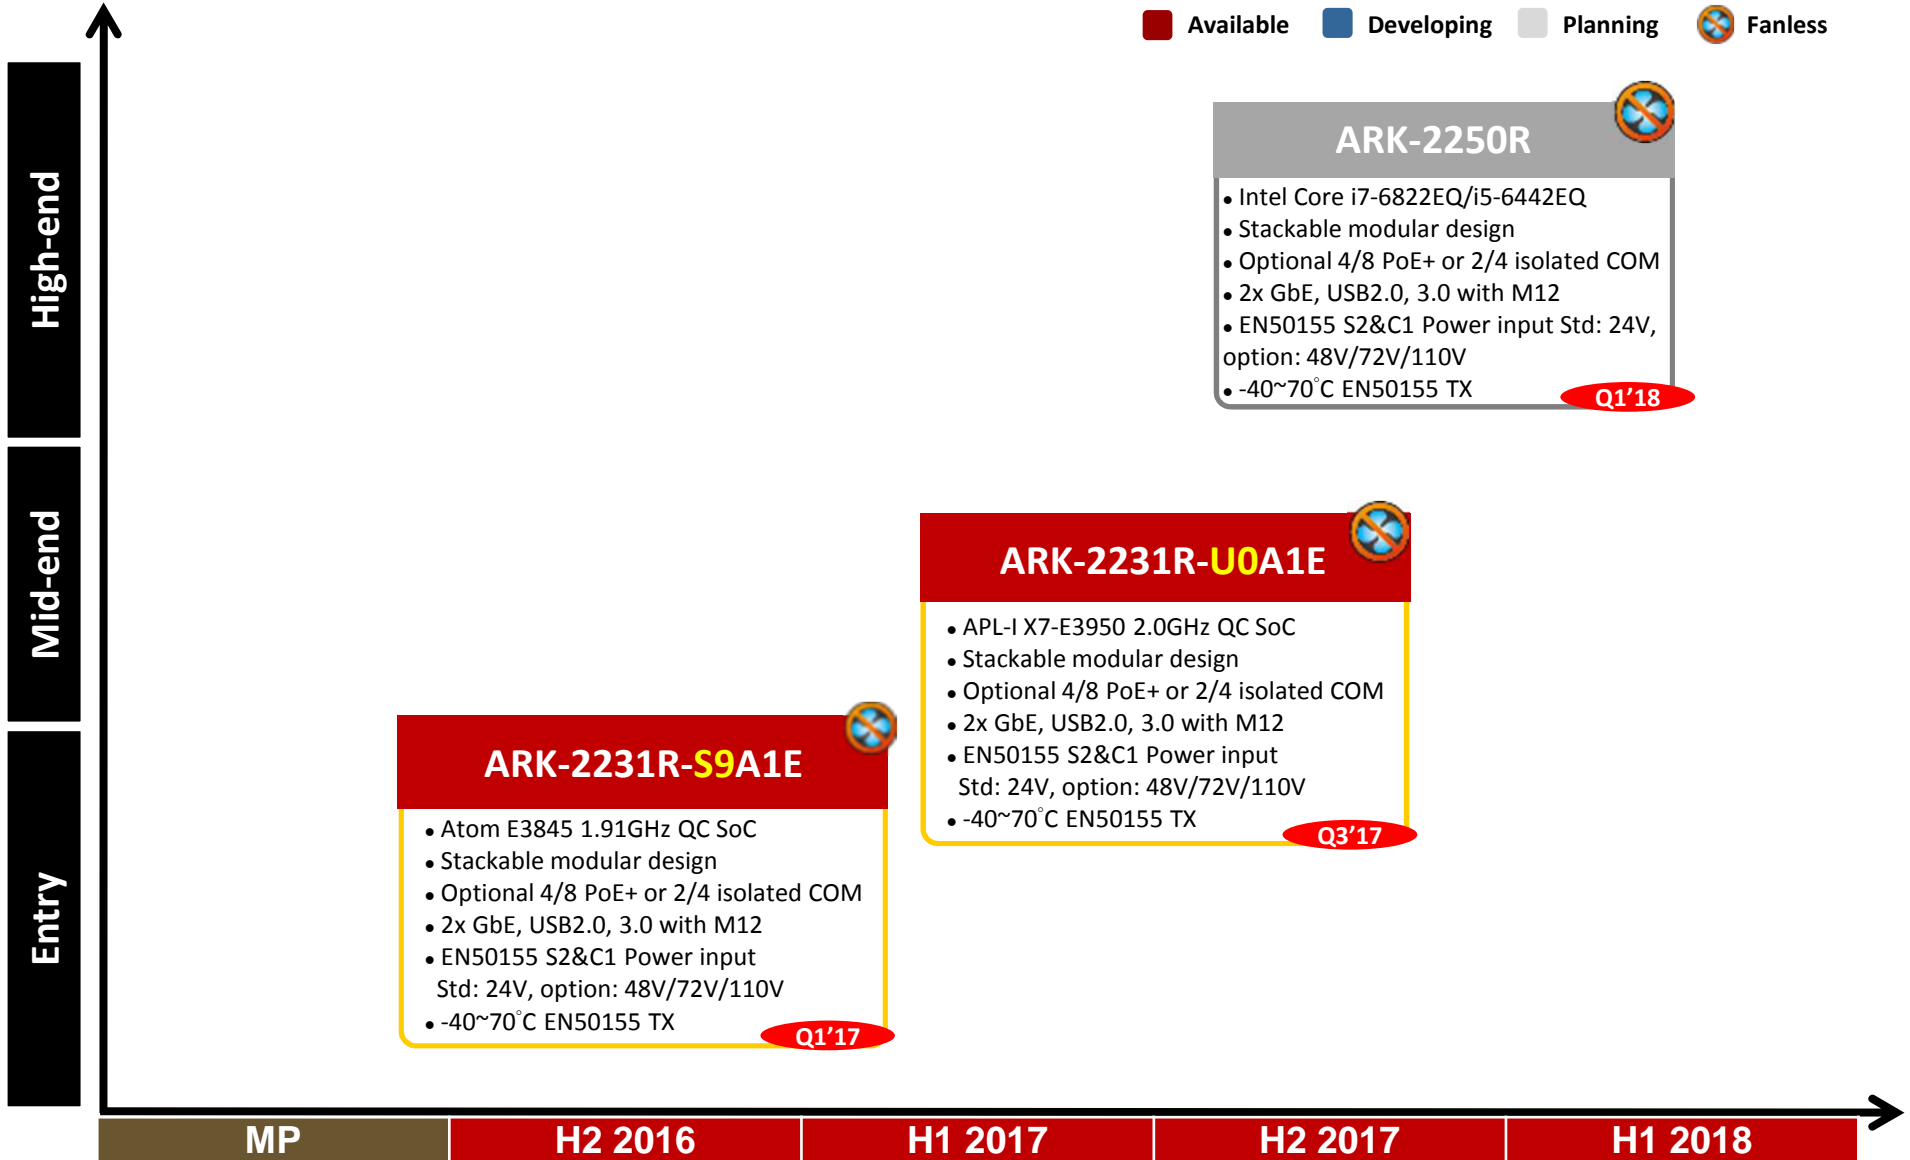 Available
Developing
Planning
Fanless
High-end
Mid-end
Entry
ARK-2250R
• Intel Core i7-6822EQ/i5-6442EQ
• Stackable modular design
• Optional 4/8 PoE+ or 2/4 isolated COM
• 2x GbE, USB2.0, 3.0 with M12
• EN50155 S2&C1 Power input Std: 24V,
option: 48V/72V/110V
• -40~70°C EN50155 TX
Q1’18
ARK-2231R-U0A1E
• APL-I X7-E3950 2.0GHz QC SoC
• Stackable modular design
• Optional 4/8 PoE+ or 2/4 isolated COM
• 2x GbE, USB2.0, 3.0 with M12
• EN50155 S2&C1 Power input
Std: 24V, option: 48V/72V/110V
• -40~70°C EN50155 TX
Q3’17
ARK-2231R-S9A1E
• Atom E3845 1.91GHz QC SoC
• Stackable modular design
• Optional 4/8 PoE+ or 2/4 isolated COM
• 2x GbE, USB2.0, 3.0 with M12
• EN50155 S2&C1 Power input
Std: 24V, option: 48V/72V/110V
• -40~70°C EN50155 TX
Q1’17
MP
H2 2016
H1 2017
H2 2017
H1 2018